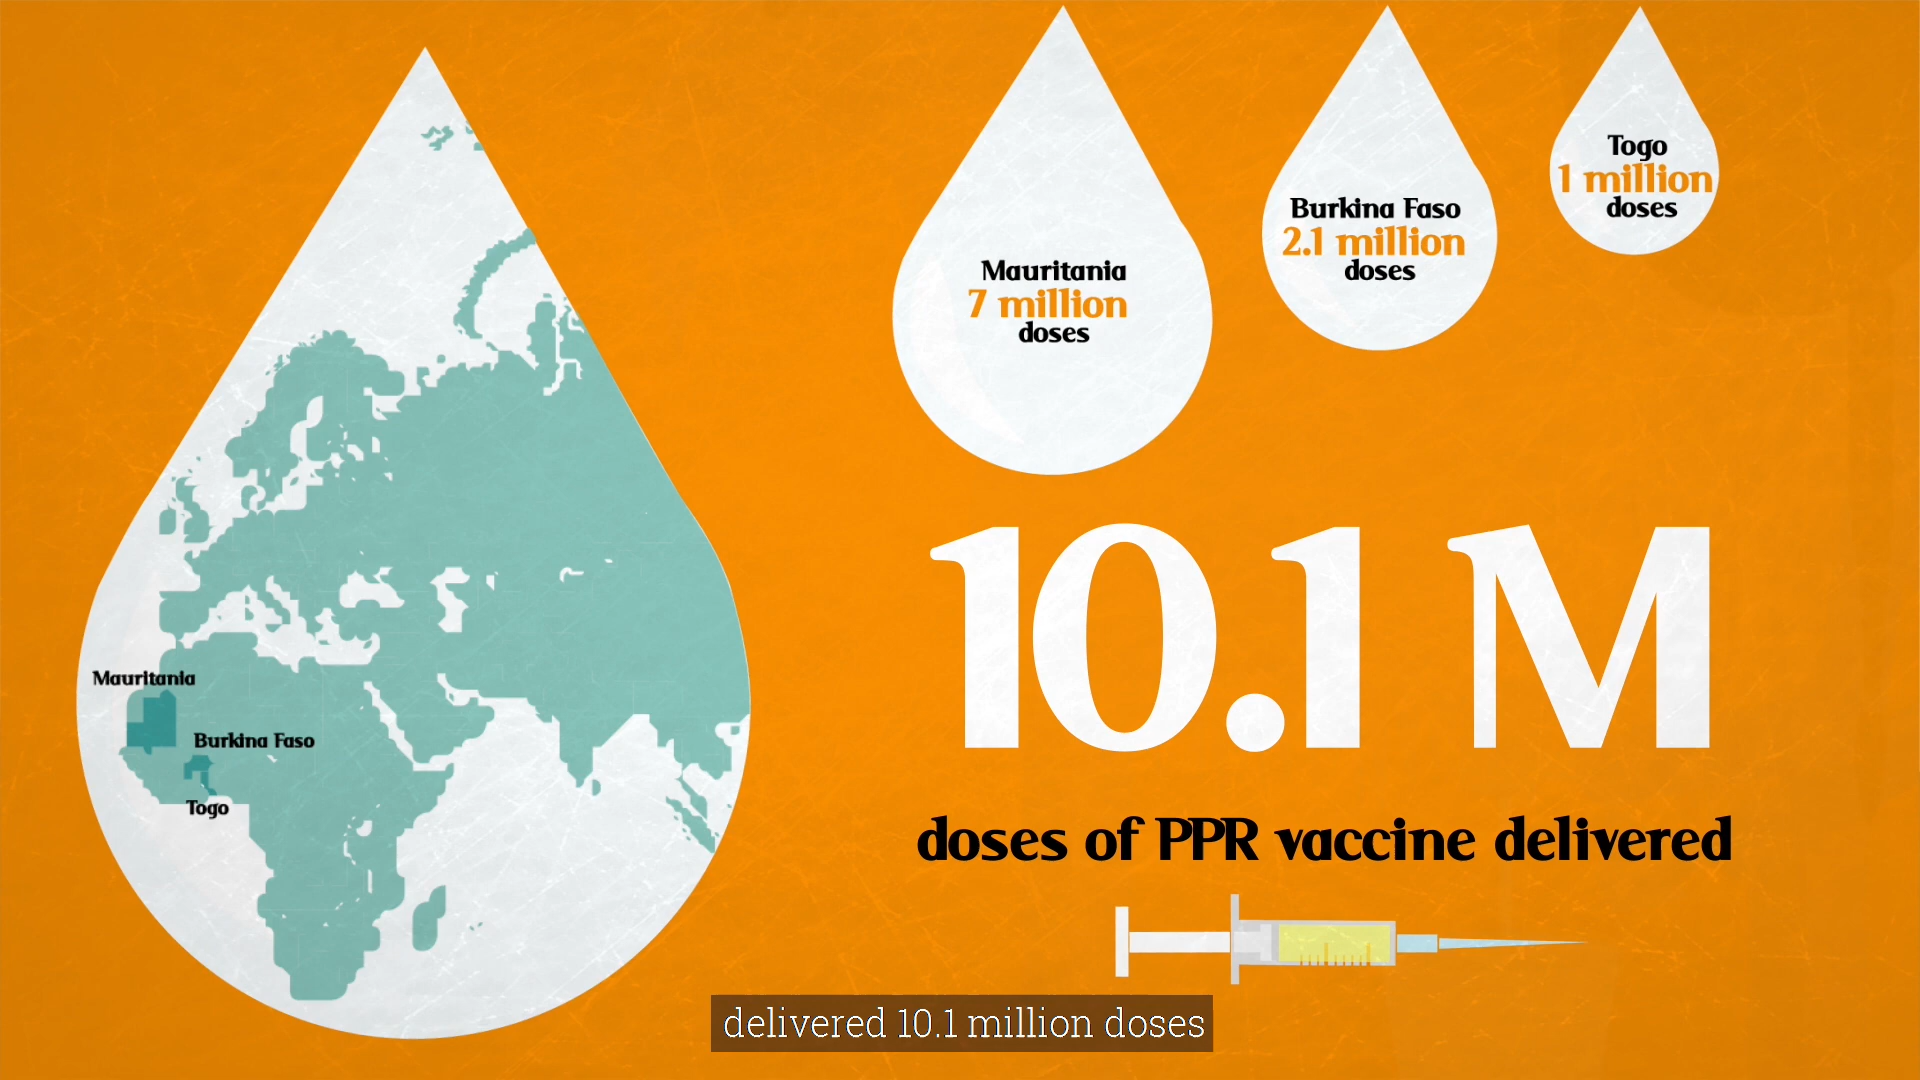 Mauritania
7 million
doses
Burkina Faso
2.1 million
doses
Togo
1 million
doses
Mauritania
Burkina Faso
Togo
10.1 M
doses of PPR vaccine delivered
delivered 10.1 million doses